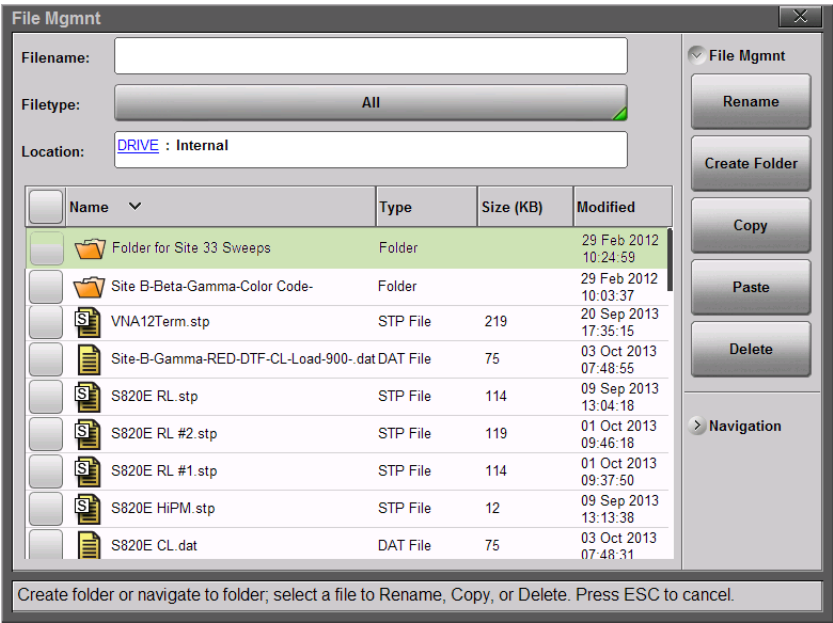 File Mgmnt
Filename:
Filetype: All
Location: DRIVE : Internal
Name Type Size (KB) Modified
Folder for Site 33 Sweeps Folder 29 Feb 2012
10:24:59
Site B-Beta-Gamma-Color Code- Folder 29 Feb 2012
10:03:37
S VNA12Term.stp STP File 219 20 Sep 2013
17:35:15
Site-B-Gamma-RED-DTF-CL-Load-900-.dat DAT File 75 03 Oct 2013
07:48:55
S S820E RL.stp STP File 114 09 Sep 2013
13:04:18
S S820E RL #2.stp STP File 119 01 Oct 2013
09:46:18
S S820E RL #1.stp STP File 114 01 Oct 2013
09:37:50
S S820E HiPM.stp STP File 12 09 Sep 2013
13:13:38
S820E CL.dat DAT File 75 03 Oct 2013
07:48:31
File Mgmnt
Rename
Create Folder
Copy
Paste
Delete
Navigation
Create folder or navigate to folder; select a file to Rename, Copy, or Delete. Press ESC to cancel.